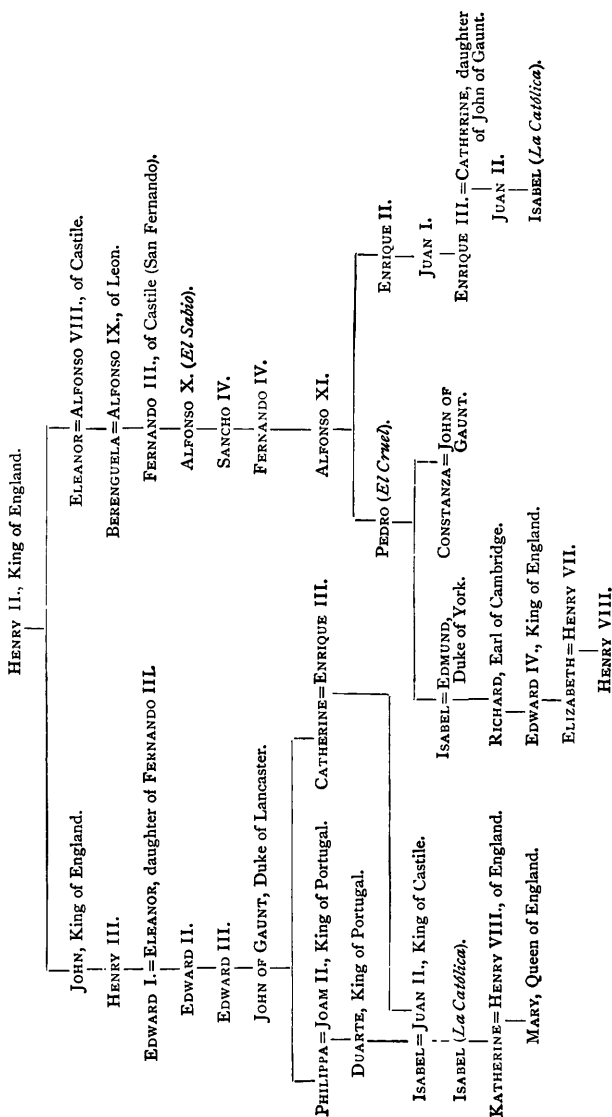 HENRY II., King of England.
JOHN, King of England.
HENRY III.
EDWARD I.=ELEANOR, daughter of FERNANDO III.
EDWARD II.
EDWARD III.
JOHN OF GAUNT, Duke of Lancaster.
PHILIPPA=JOAM II., King of Portugal.
CATHERINE=ENRIQUE III.
DUARTE, King of Portugal.
ISABEL=JUAN II., King of Castile.
ISABEL (La Católica).
KATHERINE=HENRY VIII., of England.
MARY, Queen of England.
ELEANOR=ALFONSO VIII., of Castile.
BERENGUELA=ALFONSO IX., of Leon.
FERNANDO III., of Castile (San Fernando).
ALFONSO X. (El Sabio).
SANCHO IV.
FERNANDO IV.
ALFONSO XI.
PEDRO (El Cruel).
ISABEL=EDMUND,
Duke of York.
CONSTANZA=JOHN OF
GAUNT.
RICHARD, Earl of Cambridge.
EDWARD IV., King of England.
ELIZABETH=HENRY VII.
HENRY VIII.
ENRIQUE II.
JUAN I.
ENRIQUE III.=CATHERINE, daughter
of John of Gaunt.
JUAN II.
ISABEL (La Católica).